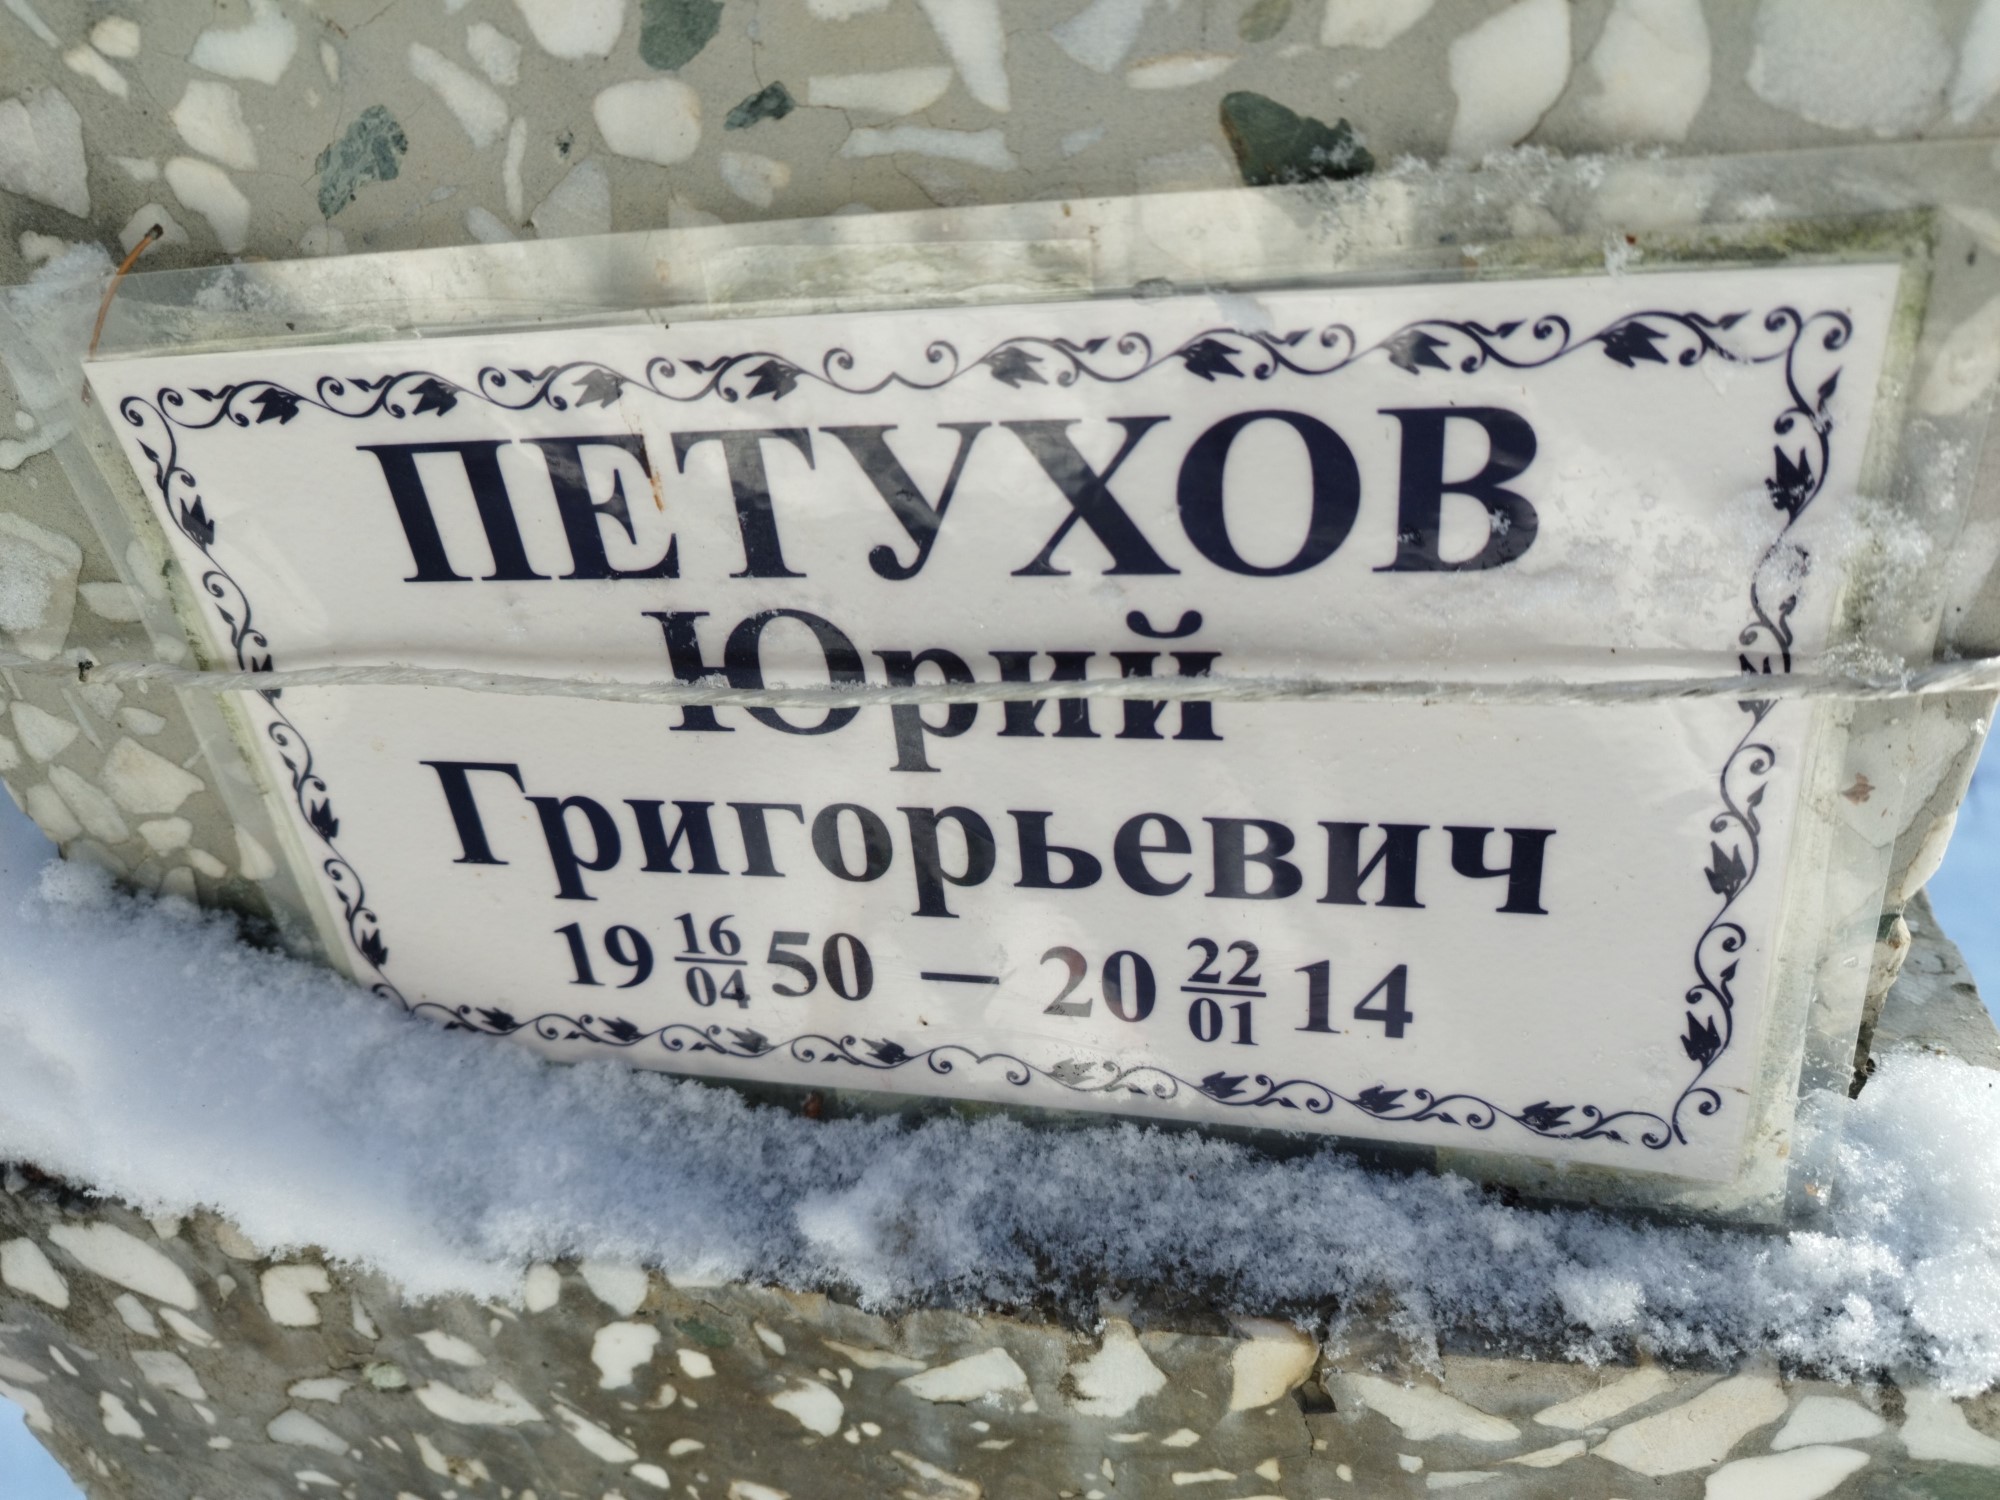 ПЕТУХОВ
Юрий
Григорьевич
19 16/04 50 — 20 22/01 14